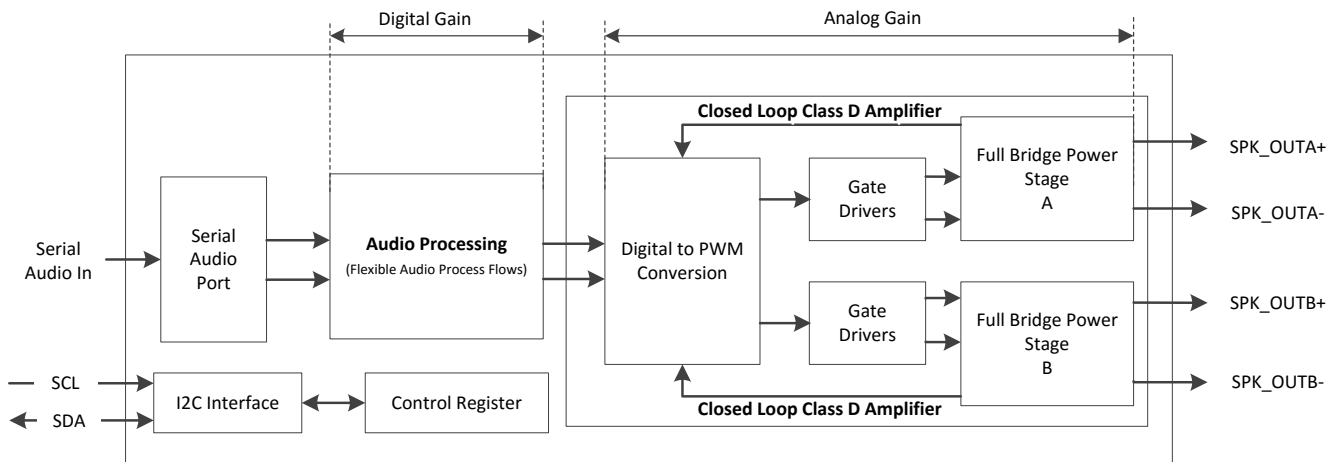 Digital Gain
Analog Gain
Closed Loop Class D Amplifier
Serial
Audio In
Serial
Audio
Port
Audio Processing
(Flexible Audio Process Flows)
Digital to PWM
Conversion
Gate
Drivers
Full Bridge Power
Stage
A
SPK_OUTA+
SPK_OUTA-
Gate
Drivers
Full Bridge Power
Stage
B
SPK_OUTB+
SPK_OUTB-
Closed Loop Class D Amplifier
SCL
SDA
I2C Interface
Control Register